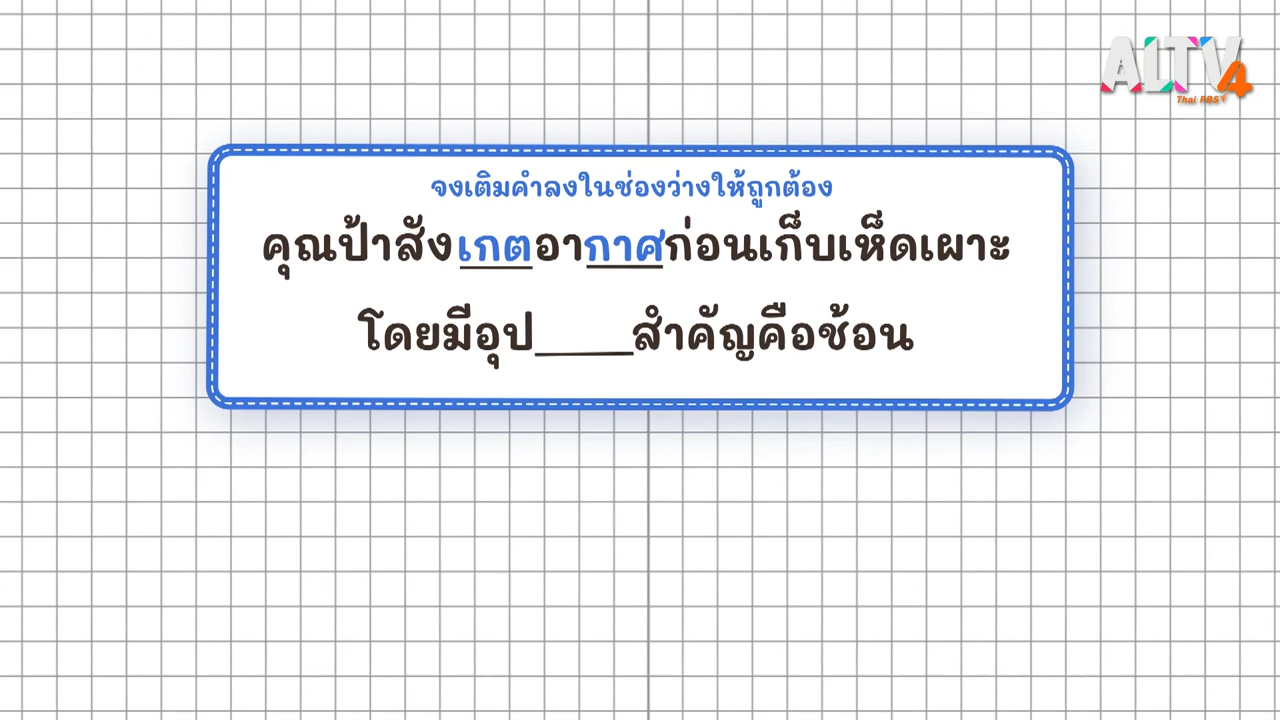 ALTV4
Thai PBS
จงเติมคำลงในช่องว่างให้ถูกต้อง
คุณป้าสังเกตอากาศก่อนเก็บเห็ดเผาะ
โดยมีอุป____สำคัญคือช้อน